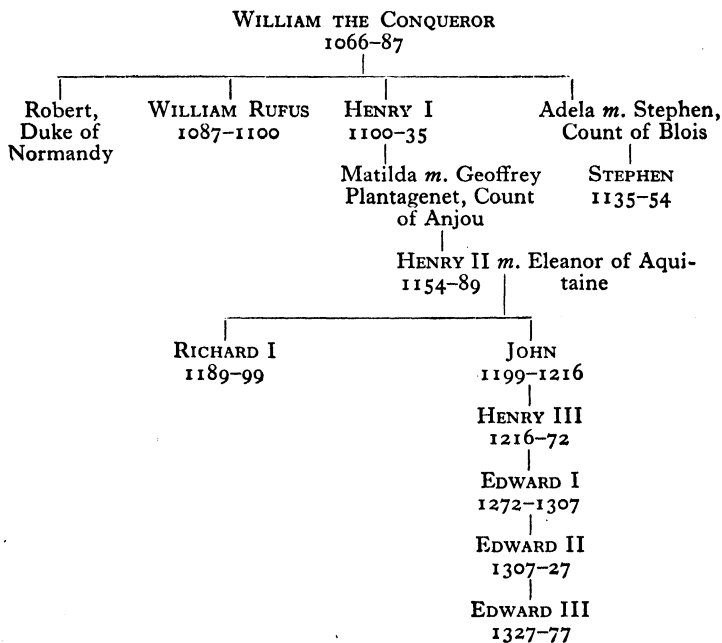 WILLIAM THE CONQUEROR
1066–87
Robert,
Duke of
Normandy
WILLIAM RUFUS
1087–1100
HENRY I
1100–35
Adela m. Stephen,
Count of Blois
Matilda m. Geoffrey
Plantagenet, Count
of Anjou
STEPHEN
1135–54
HENRY II m. Eleanor of Aqui-
1154–89 taine
RICHARD I
1189–99
JOHN
1199–1216
HENRY III
1216–72
EDWARD I
1272–1307
EDWARD II
1307–27
EDWARD III
1327–77